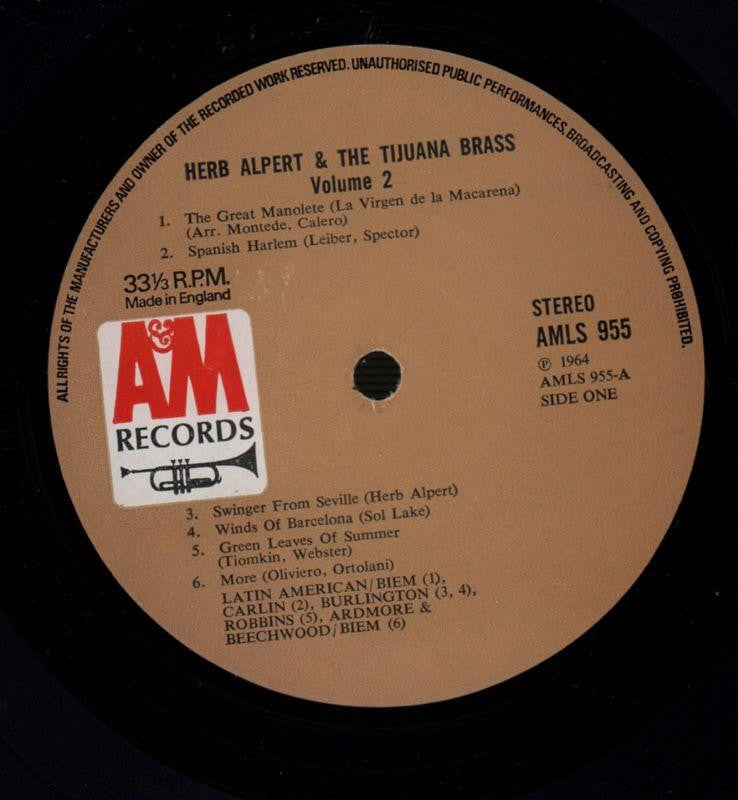 ALL RIGHTS OF THE MANUFACTURERS AND OWNER OF THE RECORDED WORK RESERVED. UNAUTHORISED PUBLIC PERFORMANCES, BROADCASTING AND COPYING PROHIBITED.
HERB ALPERT & THE TIJUANA BRASS
Volume 2
1. The Great Manolete (La Virgen de la Macarena)
(Arr. Montede, Calero)
2. Spanish Harlem (Leiber, Spector)
33⅓ R.P.M.
Made in England
A&M
RECORDS
STEREO
AMLS 955
℗ 1964
AMLS 955-A
SIDE ONE
3. Swinger From Seville (Herb Alpert)
4. Winds Of Barcelona (Sol Lake)
5. Green Leaves Of Summer
(Tiomkin, Webster)
6. More (Oliviero, Ortolani)
LATIN AMERICAN/BIEM (1),
CARLIN (2), BURLINGTON (3, 4),
ROBBINS (5), ARDMORE &
BEECHWOOD/BIEM (6)